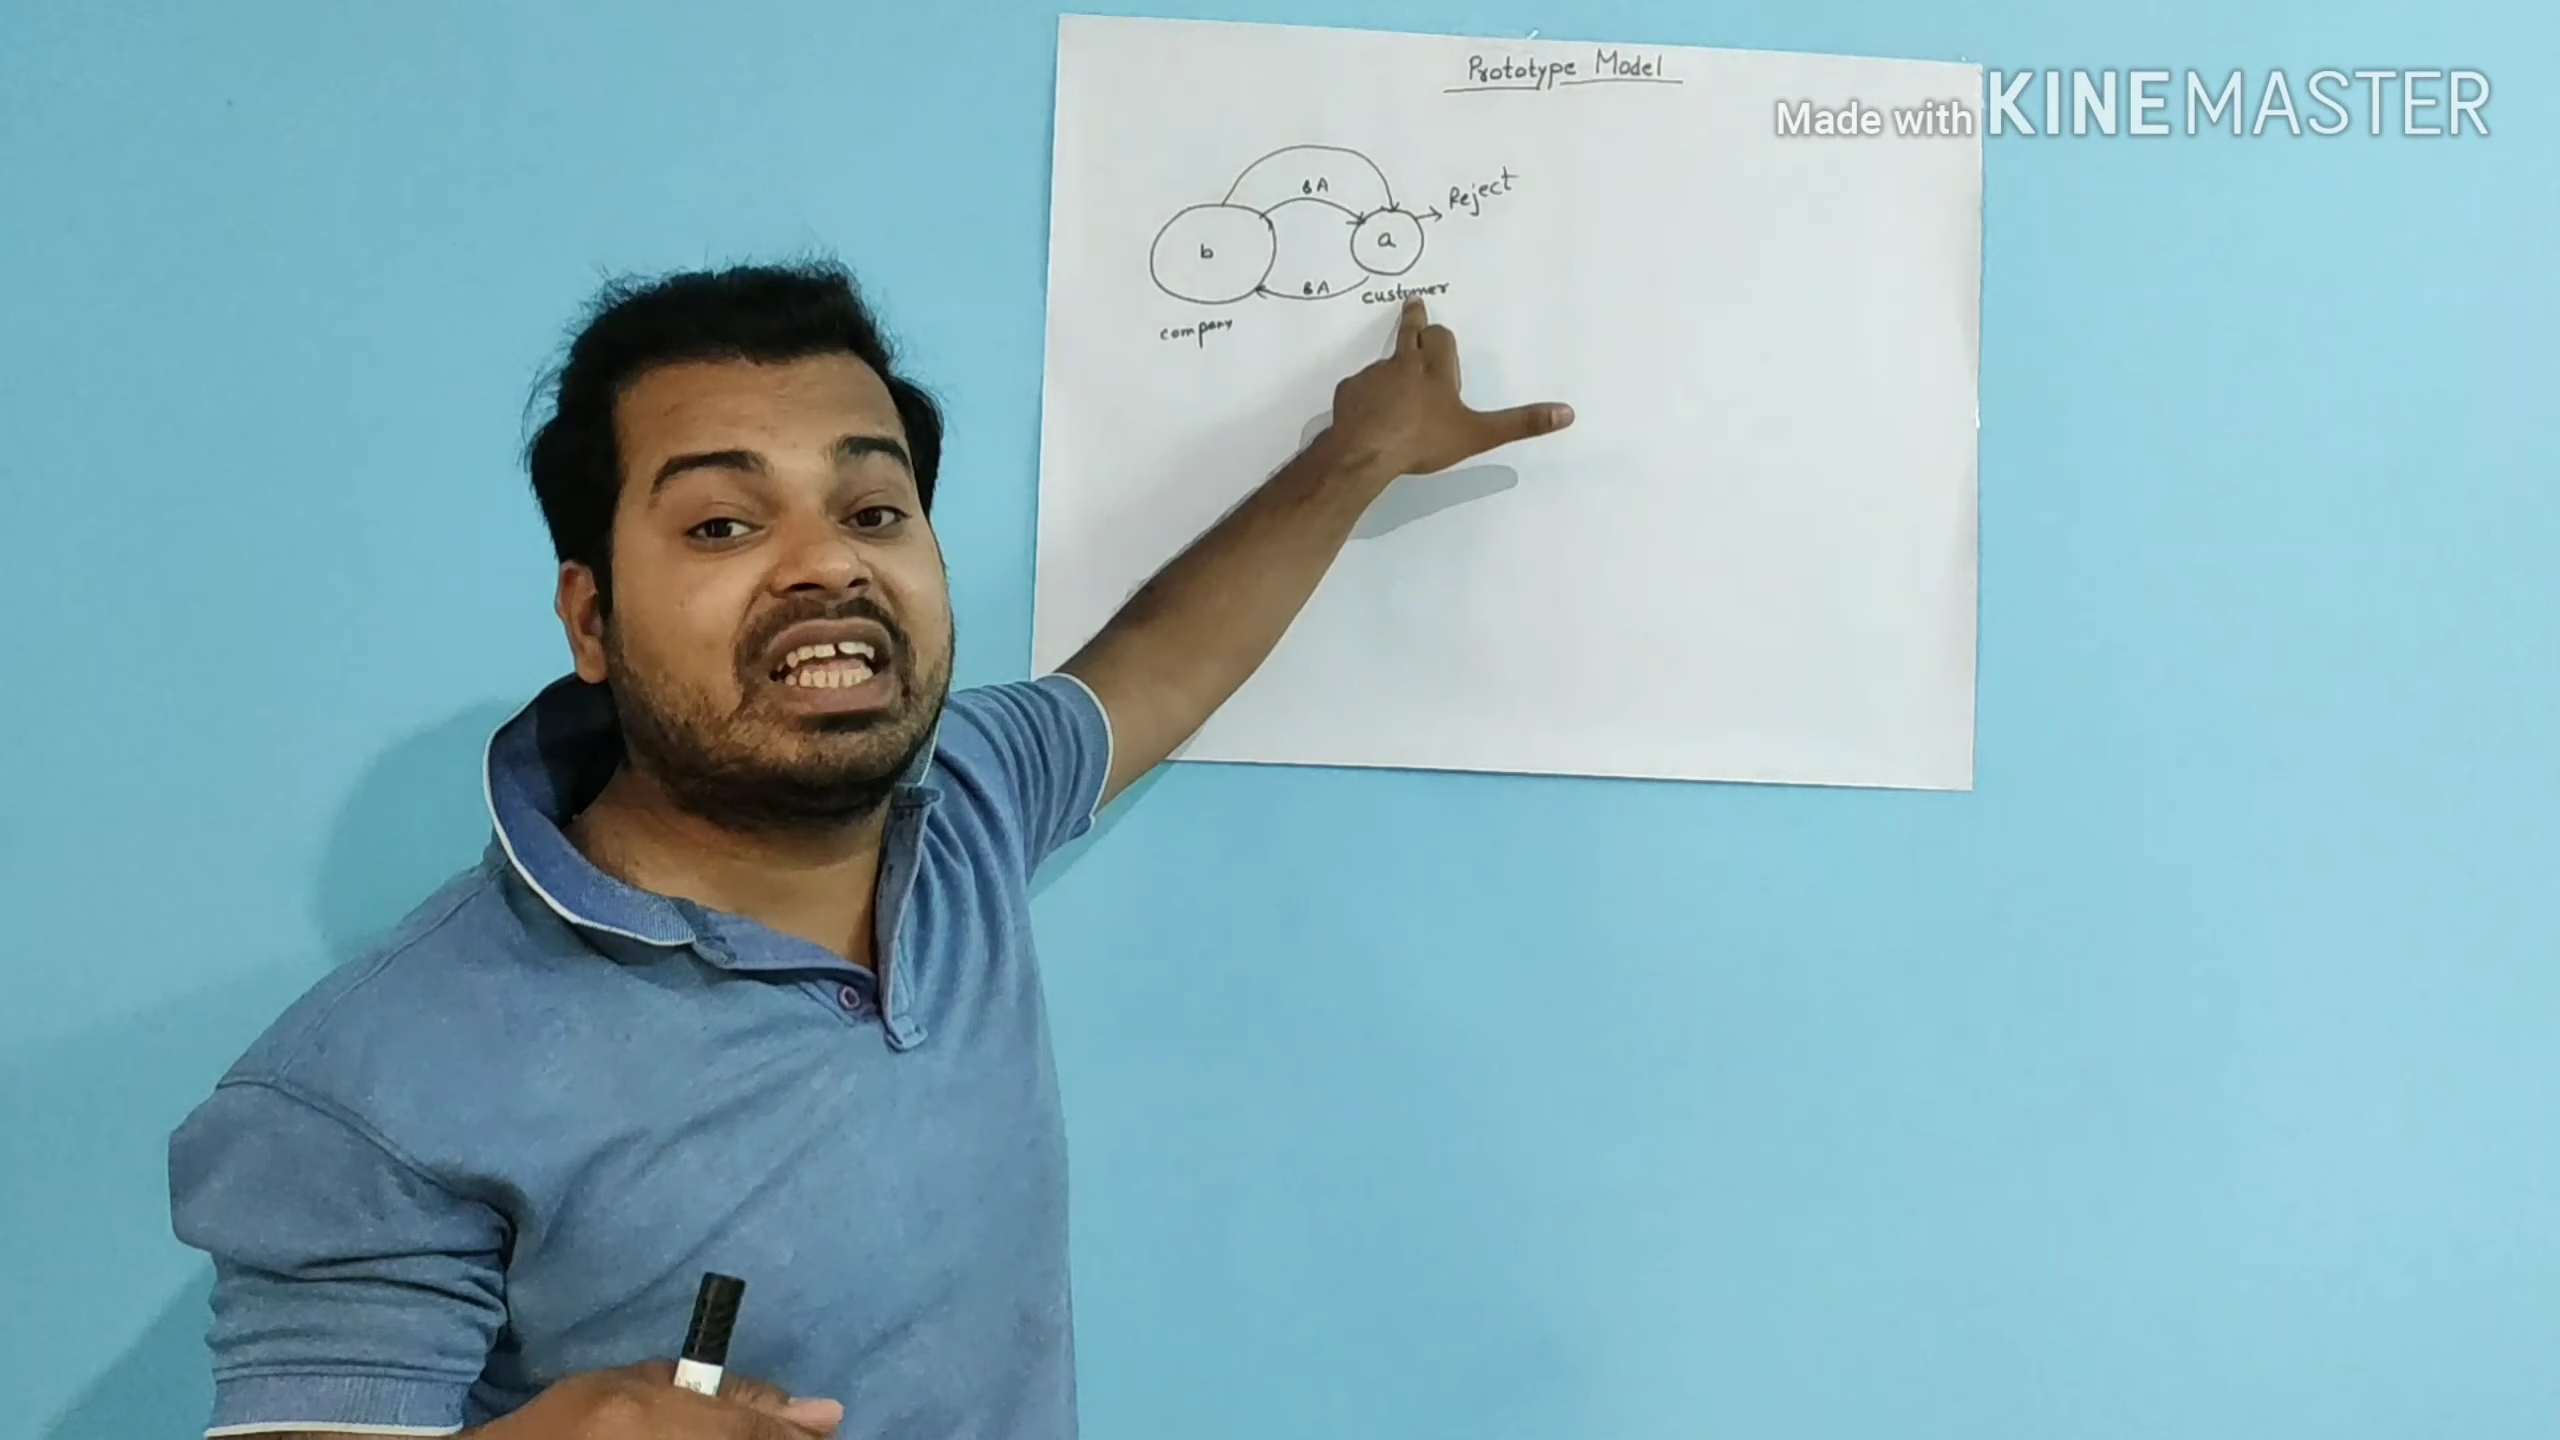 Prototype Model
Made with KINEMASTER
Reject
b
a
customer
company